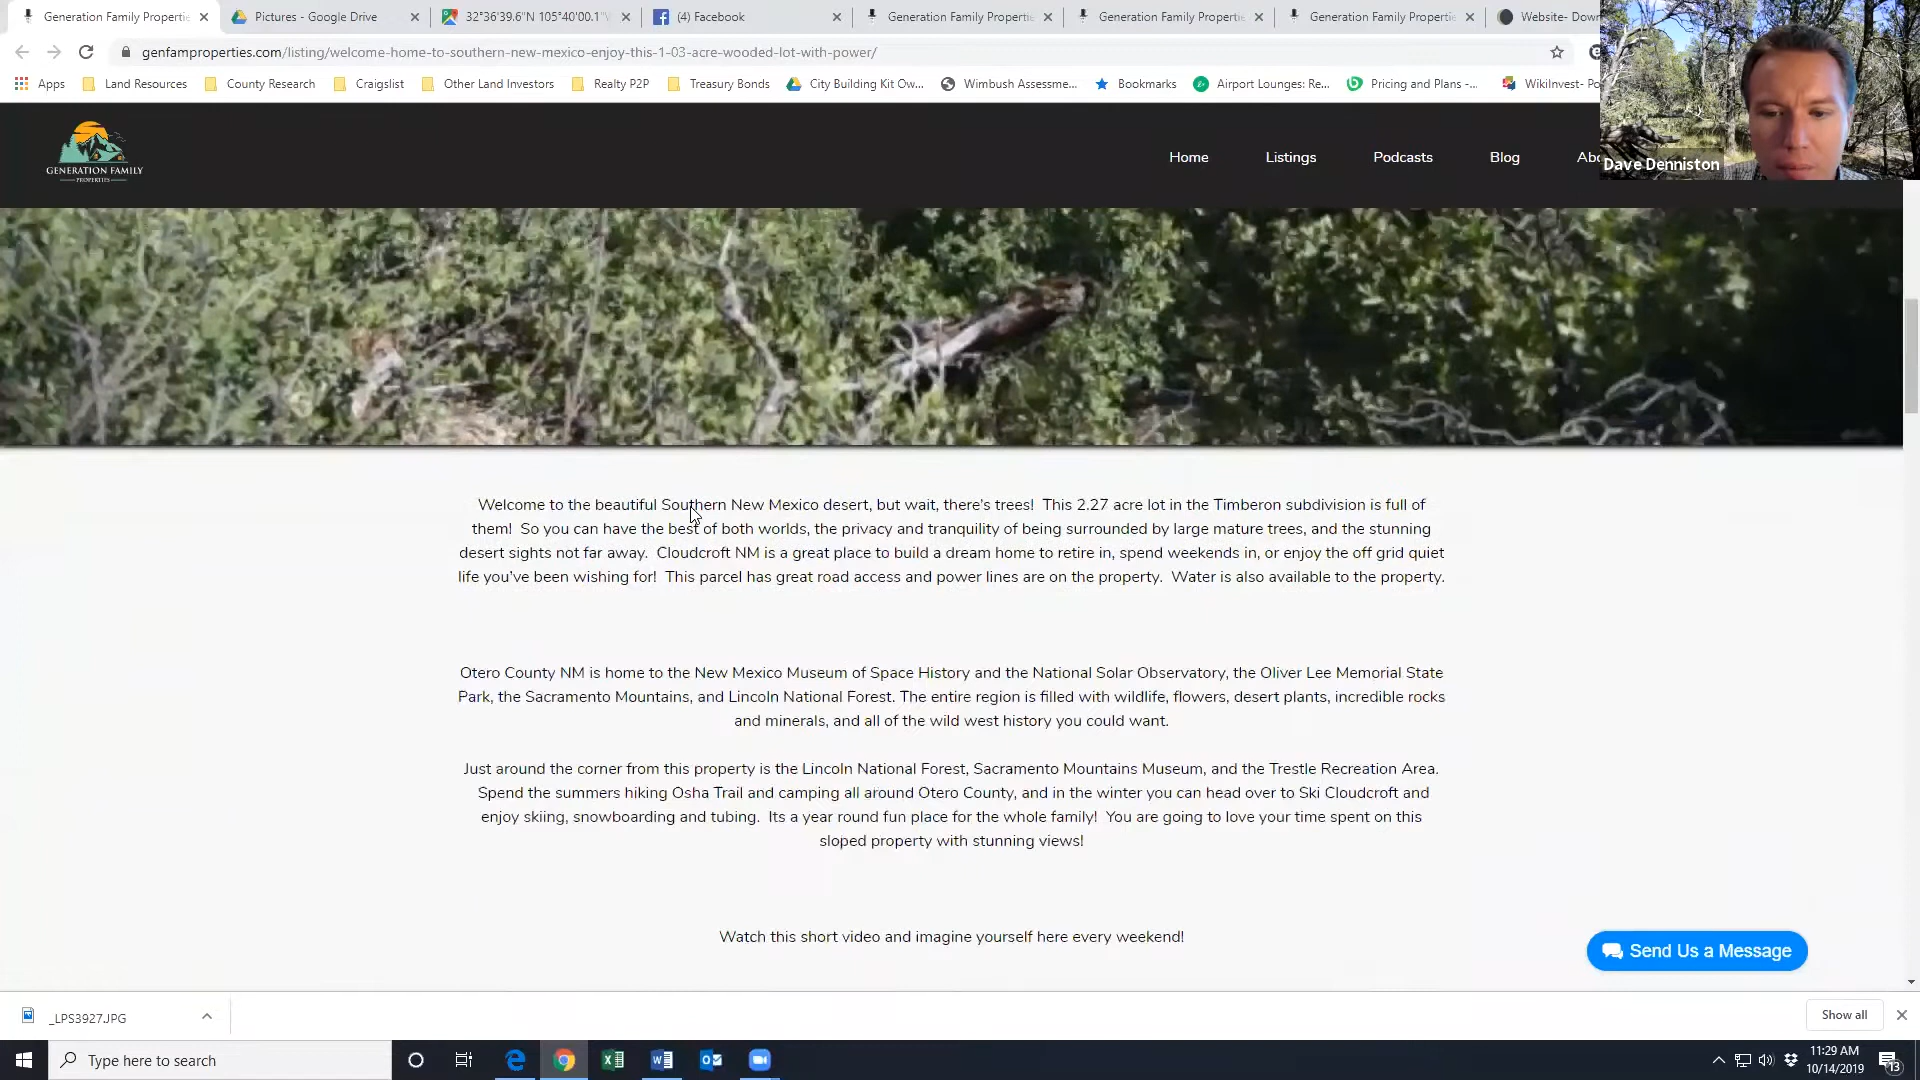 Generation Family Propertie
Pictures - Google Drive
32°36'39.6"N 105°40'00.1"
(4) Facebook
Generation Family Propertie
Generation Family Propertie
Generation Family Propertie
Website- Down
genfamproperties.com/listing/welcome-home-to-southern-new-mexico-enjoy-this-1-03-acre-wooded-lot-with-power/
Apps
Land Resources
County Research
Craigslist
Other Land Investors
Realty P2P
Treasury Bonds
City Building Kit Ow...
Wimbush Assessme...
Bookmarks
Airport Lounges: Re...
Pricing and Plans -...
WikiInvest- Po
GENERATION FAMILY
PROPERTIES
Home
Listings
Podcasts
Blog
Abo
Dave Denniston
Welcome to the beautiful Southern New Mexico desert, but wait, there's trees! This 2.27 acre lot in the Timberon subdivision is full of
them! So you can have the best of both worlds, the privacy and tranquility of being surrounded by large mature trees, and the stunning
desert sights not far away. Cloudcroft NM is a great place to build a dream home to retire in, spend weekends in, or enjoy the off grid quiet
life you've been wishing for! This parcel has great road access and power lines are on the property. Water is also available to the property.
Otero County NM is home to the New Mexico Museum of Space History and the National Solar Observatory, the Oliver Lee Memorial State
Park, the Sacramento Mountains, and Lincoln National Forest. The entire region is filled with wildlife, flowers, desert plants, incredible rocks
and minerals, and all of the wild west history you could want.
Just around the corner from this property is the Lincoln National Forest, Sacramento Mountains Museum, and the Trestle Recreation Area.
Spend the summers hiking Osha Trail and camping all around Otero County, and in the winter you can head over to Ski Cloudcroft and
enjoy skiing, snowboarding and tubing. Its a year round fun place for the whole family! You are going to love your time spent on this
sloped property with stunning views!
Watch this short video and imagine yourself here every weekend!
Send Us a Message
_LPS3927.JPG
Show all
Type here to search
11:29 AM
10/14/2019
13